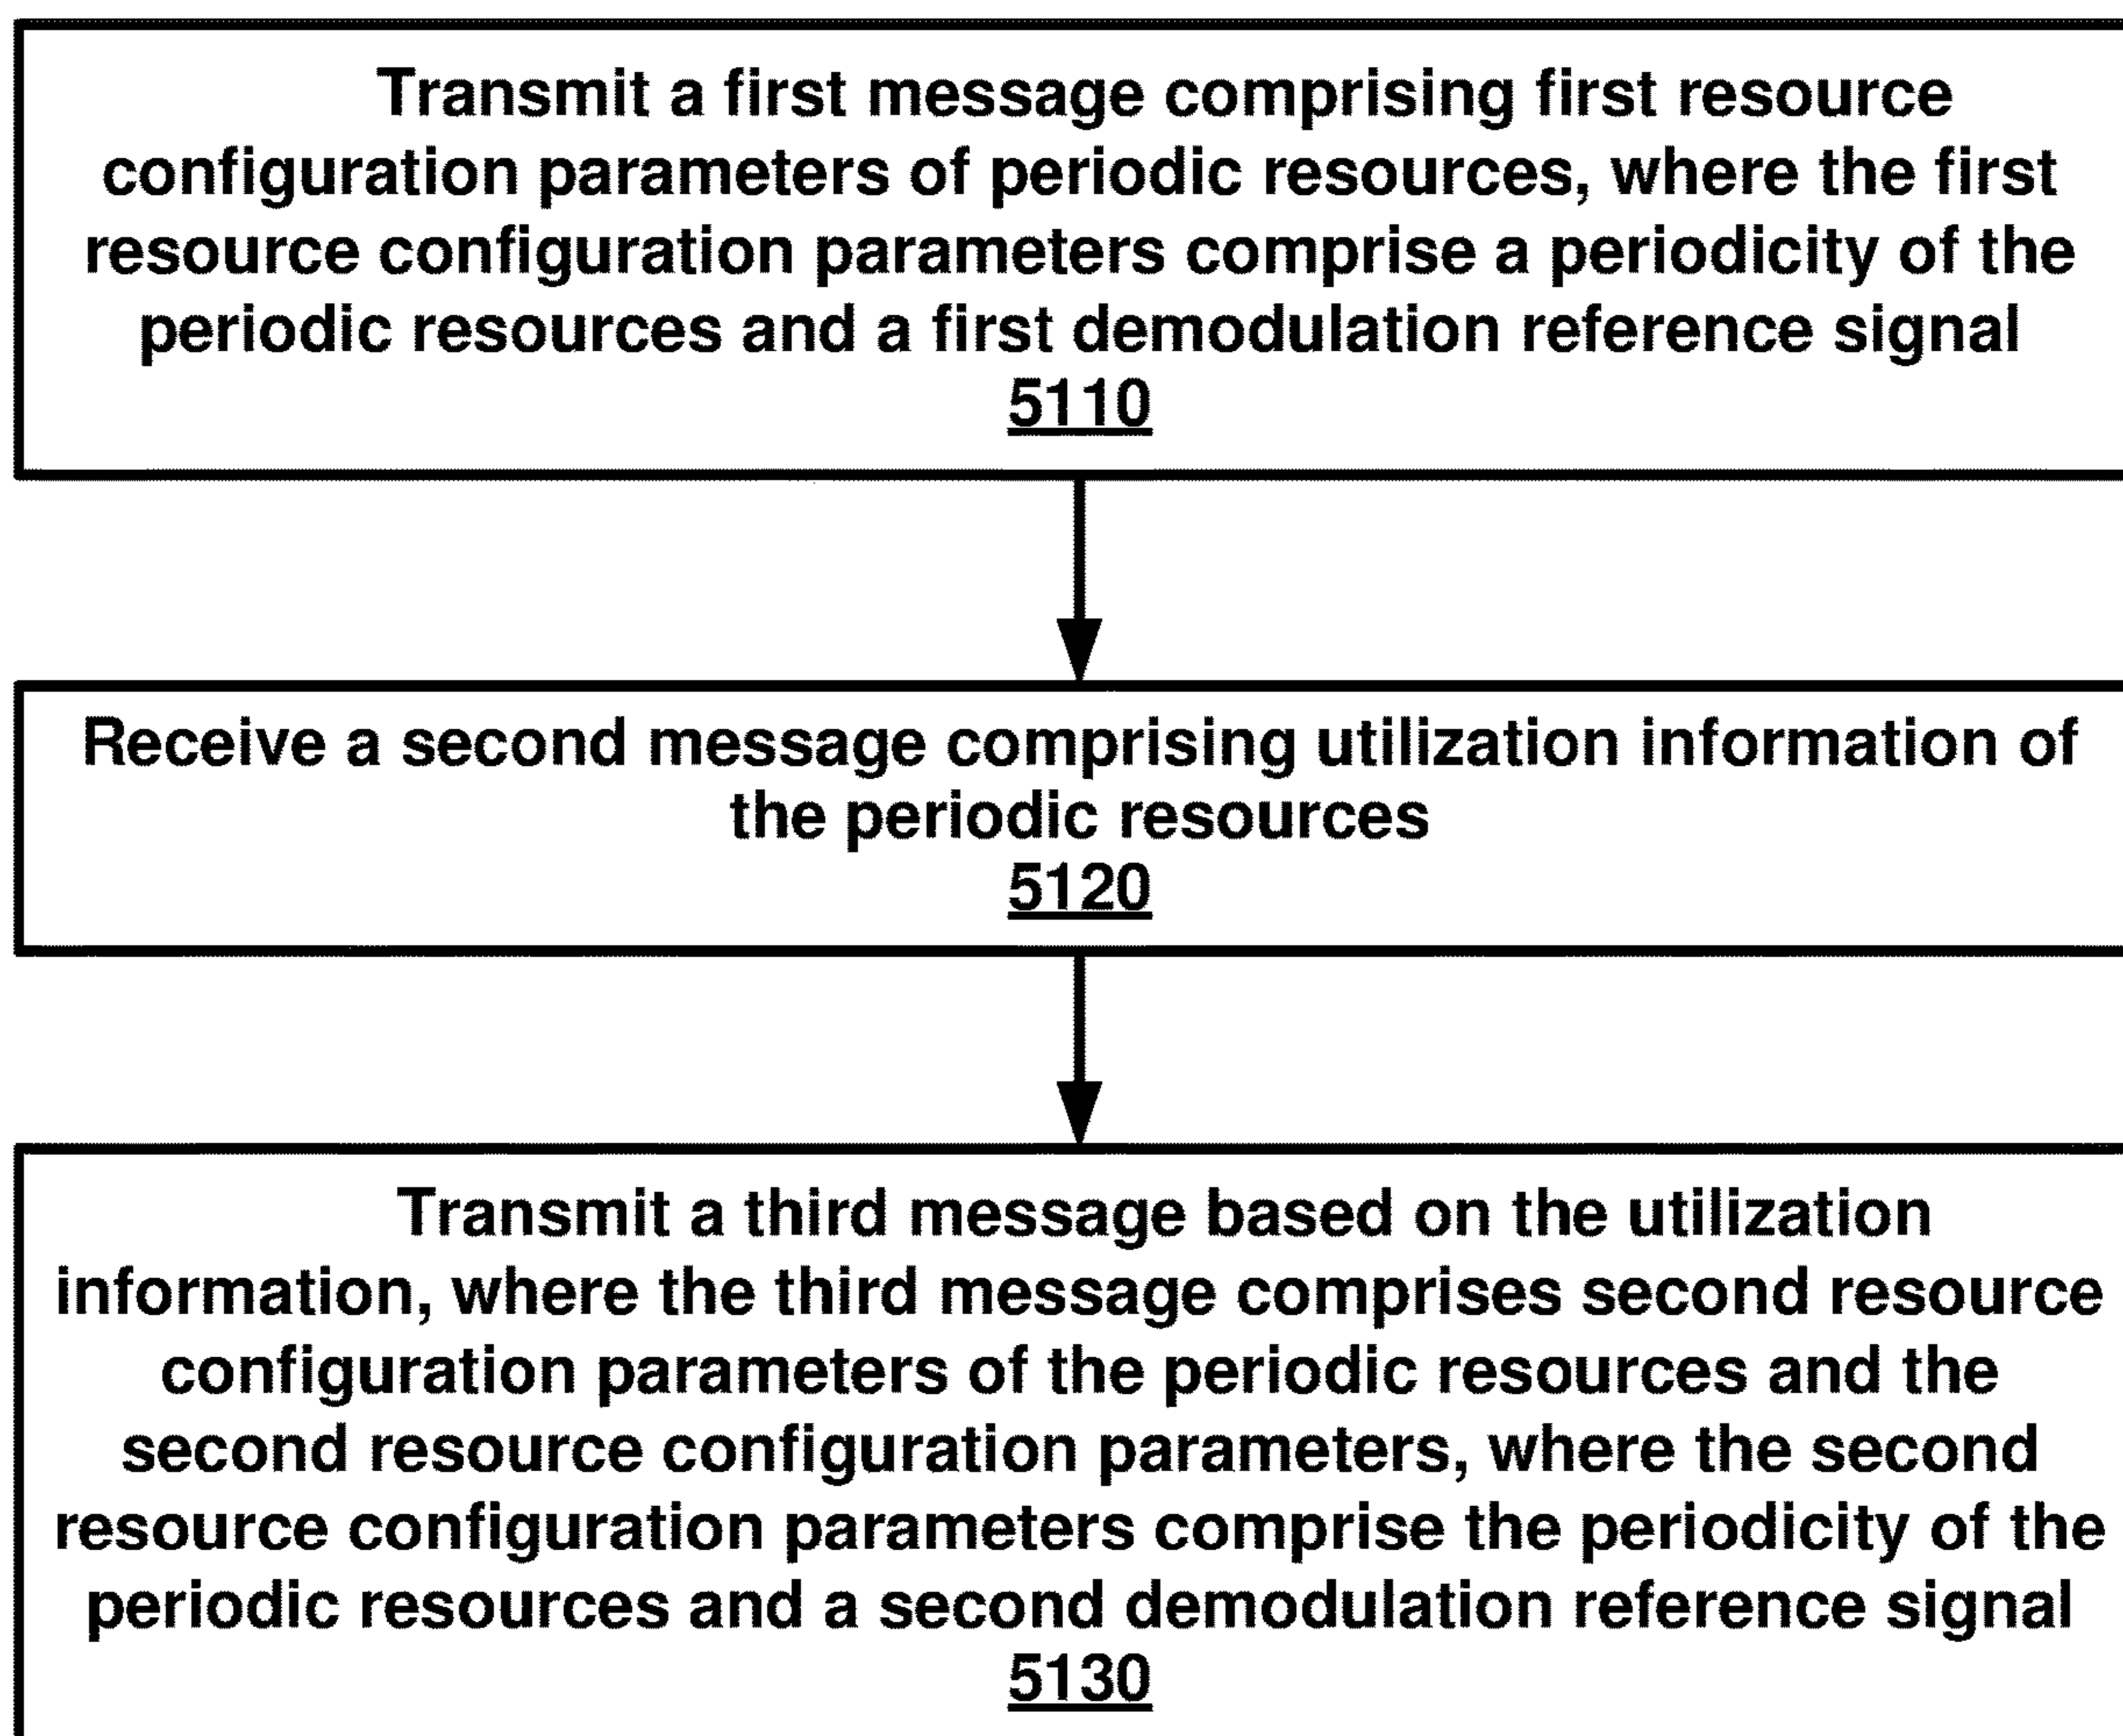 Transmit a first message comprising first resource
configuration parameters of periodic resources, where the first
resource configuration parameters comprise a periodicity of the
periodic resources and a first demodulation reference signal
5110
Receive a second message comprising utilization information of
the periodic resources
5120
Transmit a third message based on the utilization
information, where the third message comprises second resource
configuration parameters of the periodic resources and the
second resource configuration parameters, where the second
resource configuration parameters comprise the periodicity of the
periodic resources and a second demodulation reference signal
5130